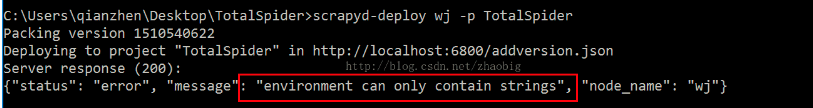 C:\Users\qianzhen\Desktop\TotalSpider>scrapyd-deploy wj -p TotalSpider
Packing version 1510540622
Deploying to project "TotalSpider" in http://localhost:6800/addversion.json
Server response (200):
http://blog.csdn.net/zhaobig
{"status": "error", "message": "environment can only contain strings", "node_name": "wj"}